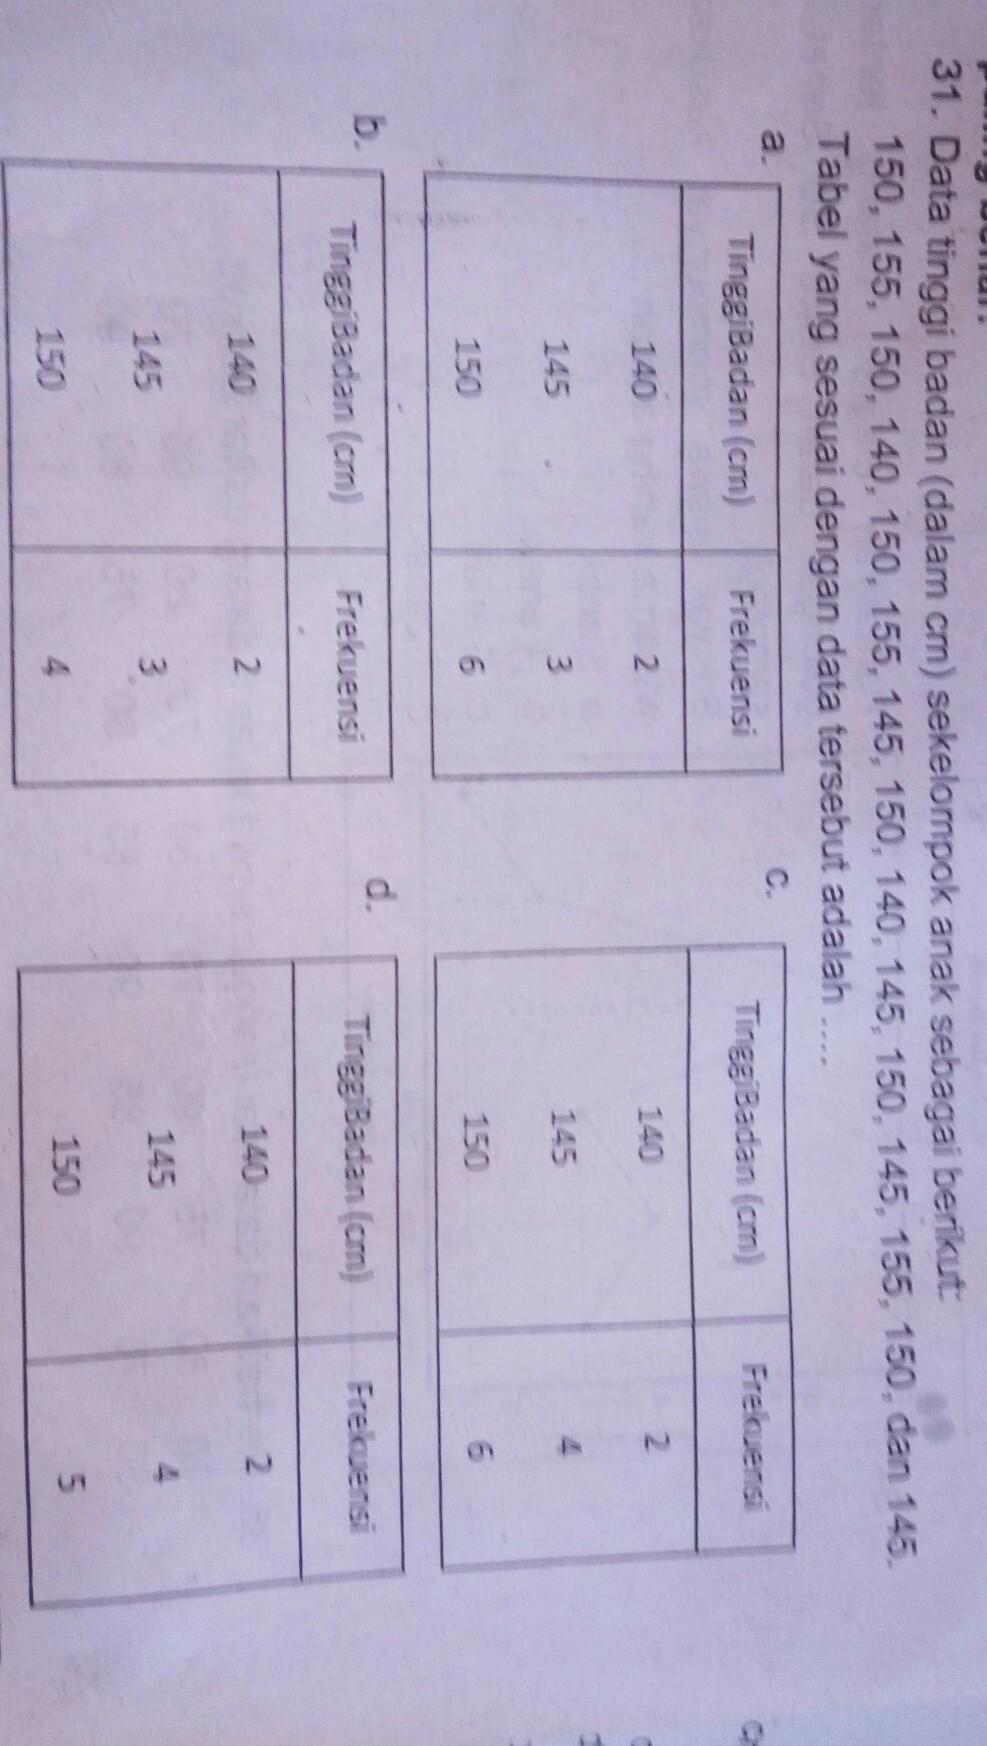 31. Data tinggi badan (dalam cm) sekelompok anak sebagai berikut:
150, 155, 150, 140, 150, 155, 145, 145, 150, 140, 145, 150, 145, 155, 150, dan 145.
Tabel yang sesuai dengan data tersebut adalah ....
a.
TinggiBadan (cm) Frekuensi
140 2
145 3
150 6
b.
TinggiBadan (cm) Frekuensi
140 2
145 3
150 4
c.
TinggiBadan (cm) Frekuensi
140 2
145 4
150 6
d.
TinggiBadan (cm) Frekuensi
140 2
145 4
150 5